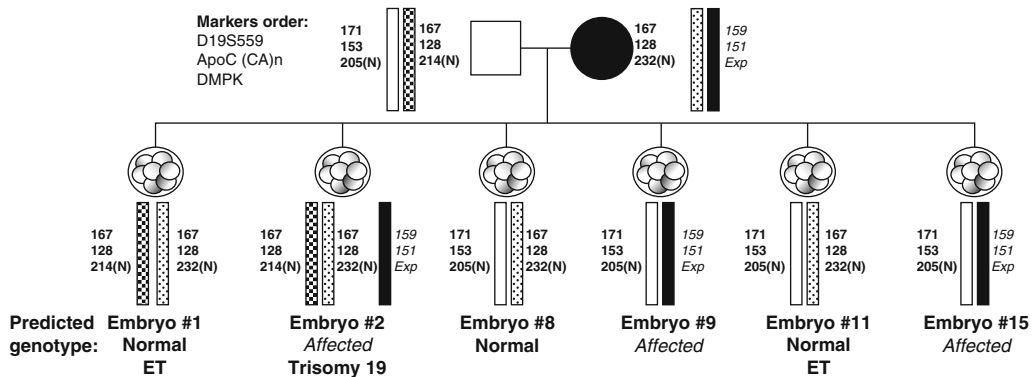 Markers order:
D19S559
ApoC (CA)n
DMPK
171
153
205(N)
167
128
214(N)
167
128
232(N)
159
151
Exp
167
128
214(N)
167
128
232(N)
167
128
214(N)
167
128
232(N)
159
151
Exp
171
153
205(N)
167
128
232(N)
171
153
205(N)
159
151
Exp
171
153
205(N)
167
128
232(N)
171
153
205(N)
159
151
Exp
Predicted genotype:
Embryo #1
Normal
ET
Embryo #2
Affected
Trisomy 19
Embryo #8
Normal
Embryo #9
Affected
Embryo #11
Normal
ET
Embryo #15
Affected